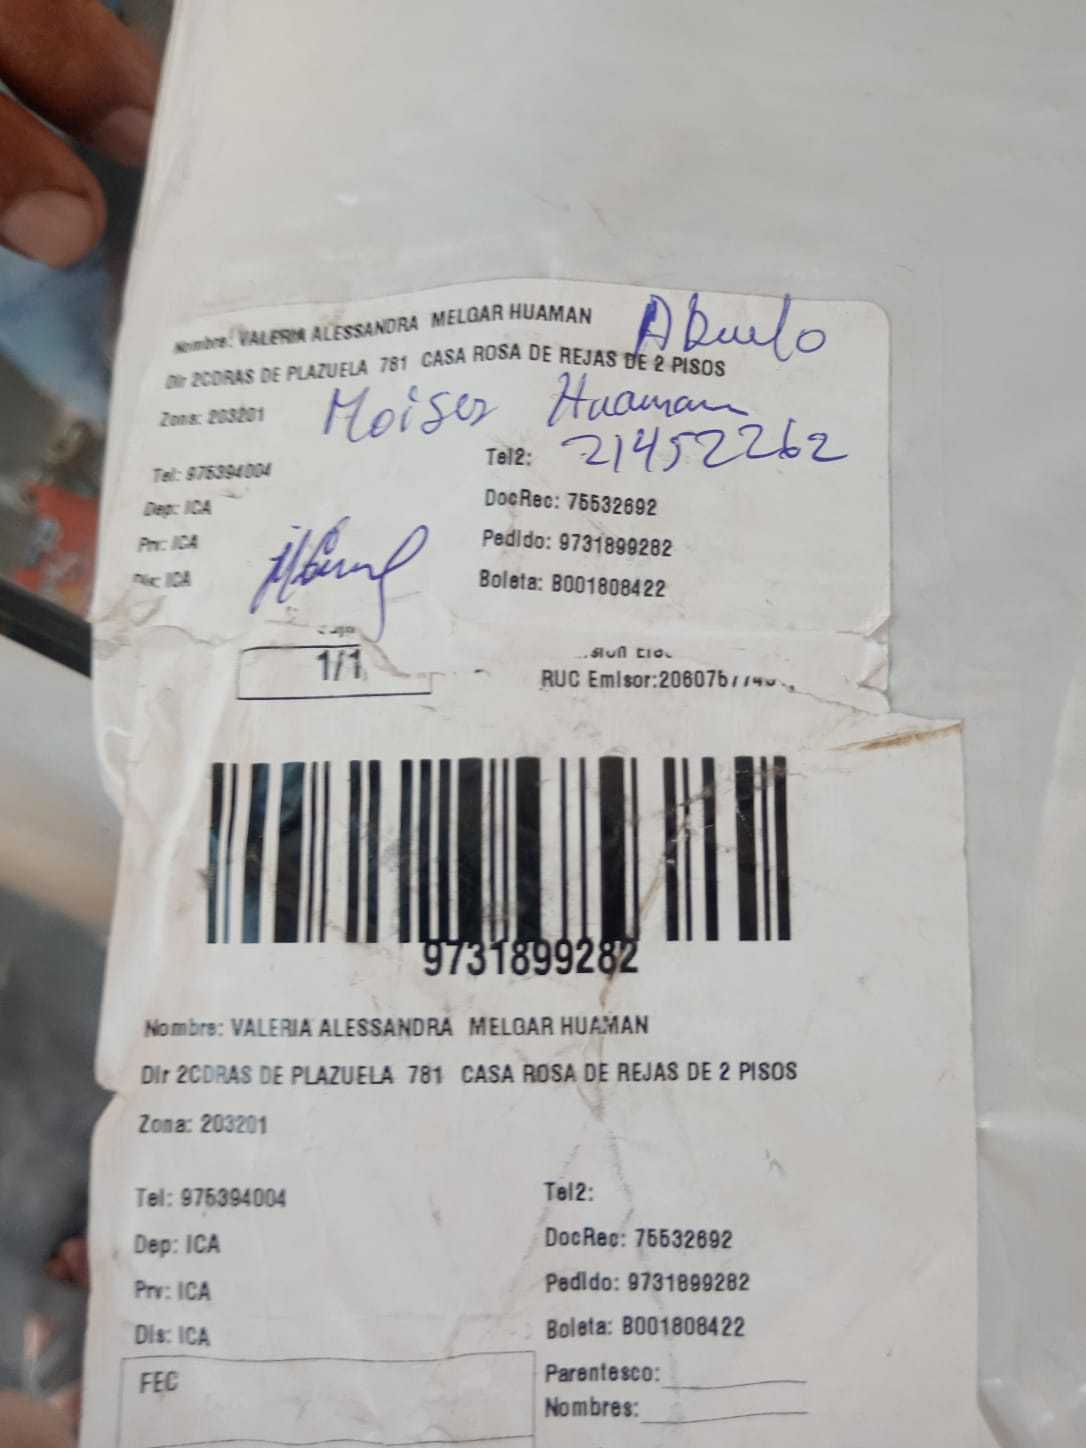 Nombre: VALERIA ALESSANDRA MELGAR HUAMAN
Abuelo
Dir 2CDRAS DE PLAZUELA 781 CASA ROSA DE REJAS DE 2 PISOS
Zona: 203201
Moises Huaman
21452262
Tel: 975394004
Tel2:
Dep: ICA
DocRec: 75532692
Prv: ICA
Pedido: 9731899282
Dis: ICA
Boleta: B001808422
1/1
RUC Emisor:206076
9731899282
Nombre: VALERIA ALESSANDRA MELGAR HUAMAN
Dir 2CDRAS DE PLAZUELA 781 CASA ROSA DE REJAS DE 2 PISOS
Zona: 203201
Tel: 975394004
Tel2:
Dep: ICA
DocRec: 75532692
Prv: ICA
Pedido: 9731899282
Dis: ICA
Boleta: B001808422
FEC
Parentesco:
Nombres: